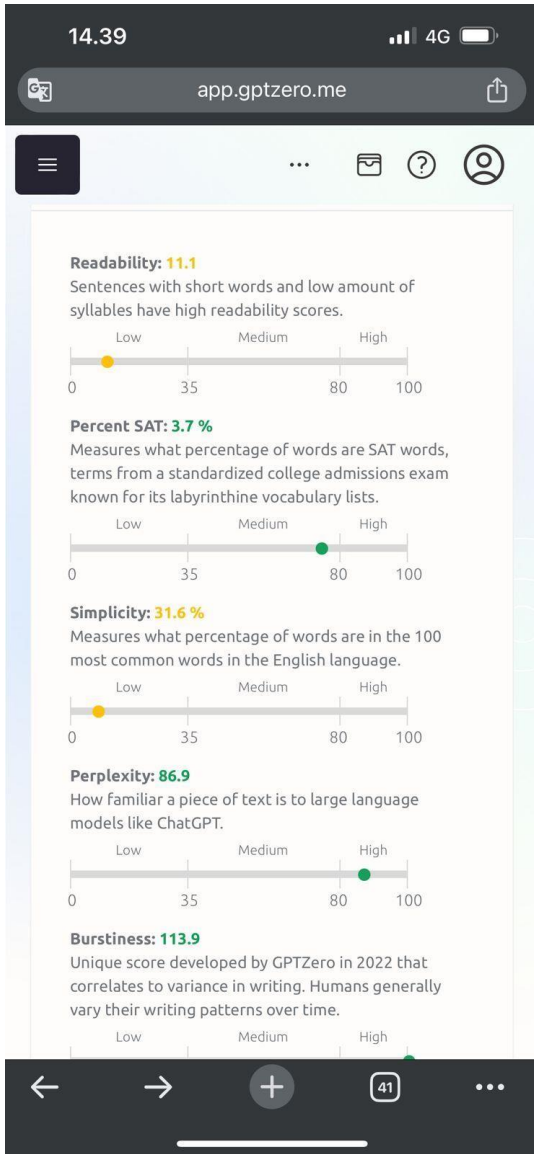 14.39
4G
app.gptzero.me
Readability: 11.1
Sentences with short words and low amount of
syllables have high readability scores.
Low Medium High
0 35 80 100
Percent SAT: 3.7 %
Measures what percentage of words are SAT words,
terms from a standardized college admissions exam
known for its labyrinthine vocabulary lists.
Low Medium High
0 35 80 100
Simplicity: 31.6 %
Measures what percentage of words are in the 100
most common words in the English language.
Low Medium High
0 35 80 100
Perplexity: 86.9
How familiar a piece of text is to large language
models like ChatGPT.
Low Medium High
0 35 80 100
Burstiness: 113.9
Unique score developed by GPTZero in 2022 that
correlates to variance in writing. Humans generally
vary their writing patterns over time.
Low Medium High
41